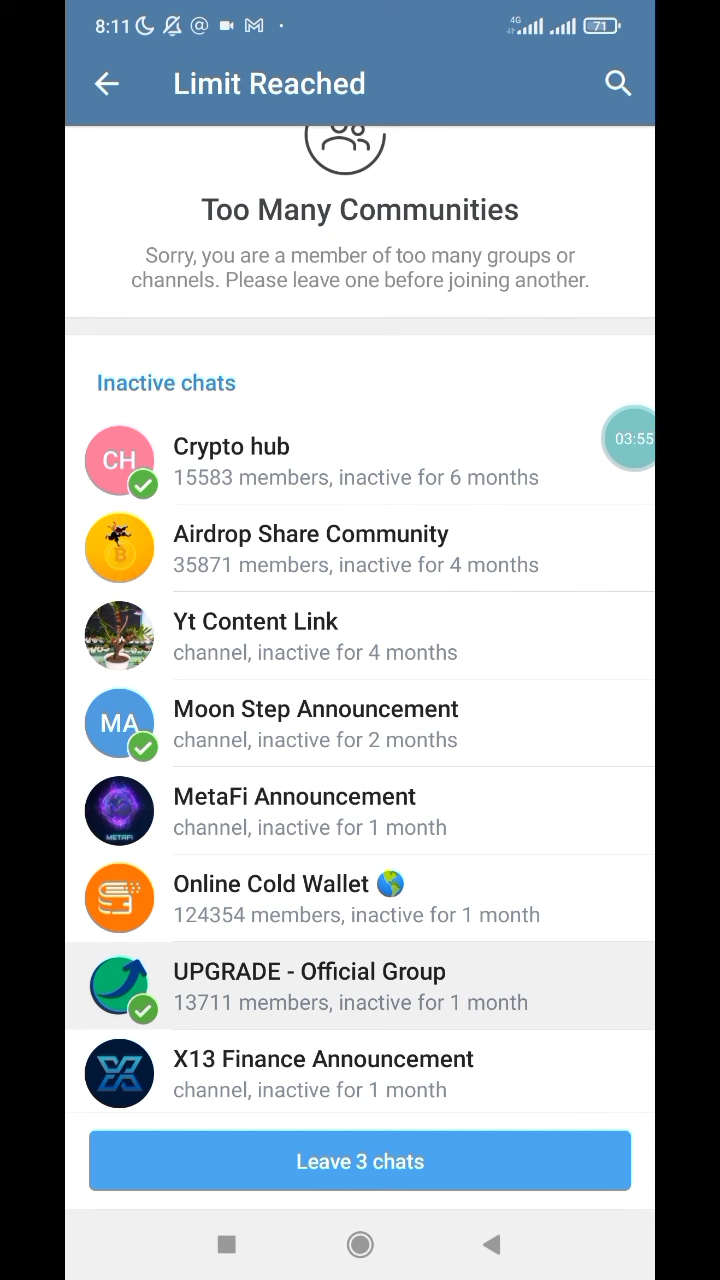 8:11
4G
71
Limit Reached
Too Many Communities
Sorry, you are a member of too many groups or
channels. Please leave one before joining another.
Inactive chats
03:55
CH
Crypto hub
15583 members, inactive for 6 months
Airdrop Share Community
35871 members, inactive for 4 months
Yt Content Link
channel, inactive for 4 months
MA
Moon Step Announcement
channel, inactive for 2 months
METAFI
MetaFi Announcement
channel, inactive for 1 month
Online Cold Wallet 🌎
124354 members, inactive for 1 month
UPGRADE - Official Group
13711 members, inactive for 1 month
X13 Finance Announcement
channel, inactive for 1 month
Leave 3 chats